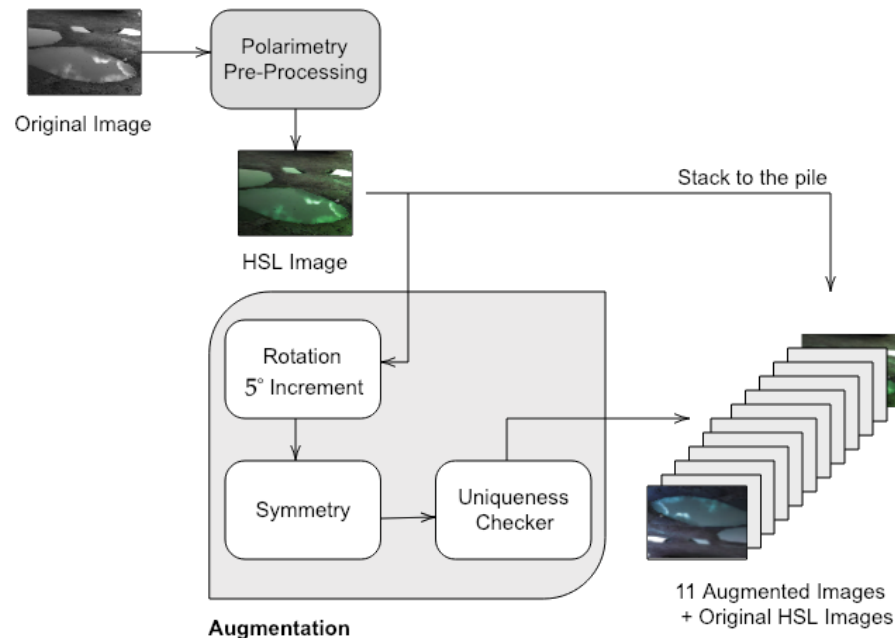 Polarimetry
Pre-Processing
Original Image
Stack to the pile
HSL Image
Rotation
5° Increment
Symmetry
Uniqueness
Checker
11 Augmented Images
+ Original HSL Images
Augmentation